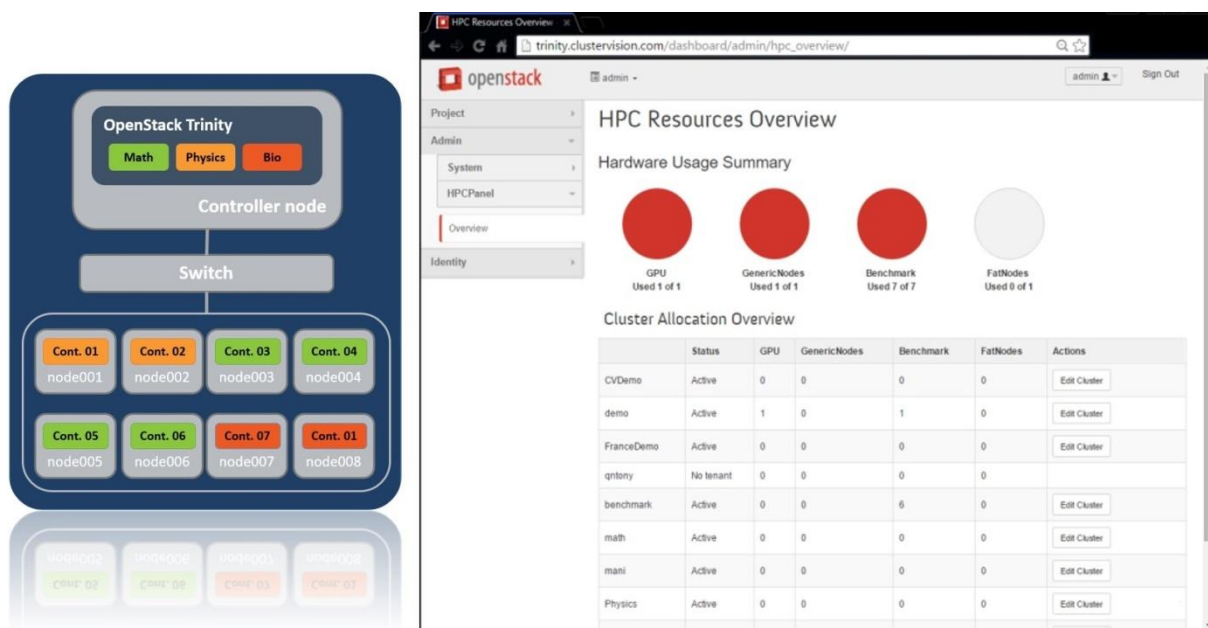 OpenStack Trinity
Math Physics Bio
Controller node
Switch
Cont. 01 Cont. 02 Cont. 03 Cont. 04
node001 node002 node003 node004
Cont. 05 Cont. 06 Cont. 07 Cont. 01
node005 node006 node007 node008
HPC Resources Overview
trinity.clustervision.com/dashboard/admin/hpc_overview/
openstack admin admin Sign Out
Project
Admin
System
HPCPanel
Overview
Identity
HPC Resources Overview
Hardware Usage Summary
GPU GenericNodes Benchmark FatNodes
Used 1 of 1 Used 1 of 1 Used 7 of 7 Used 0 of 1
Cluster Allocation Overview
Status GPU GenericNodes Benchmark FatNodes Actions
CVDemo Active 0 0 0 0 Edit Cluster
demo Active 1 0 1 0 Edit Cluster
FranceDemo Active 0 0 0 0 Edit Cluster
qntony No tenant 0 0 0 0
benchmark Active 0 0 6 0 Edit Cluster
math Active 0 0 0 0 Edit Cluster
mani Active 0 0 0 0 Edit Cluster
Physics Active 0 0 0 0 Edit Cluster